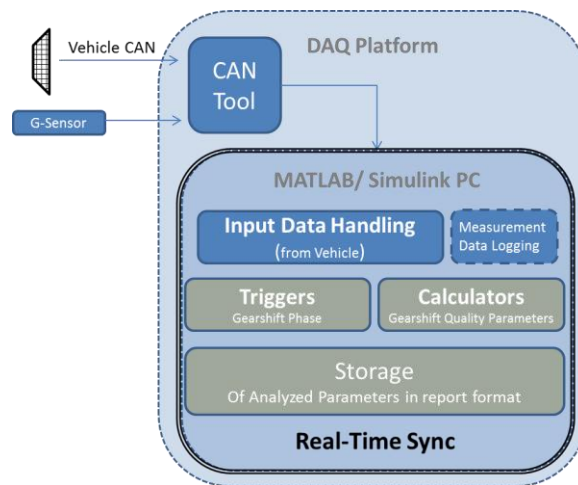 Vehicle CAN
G-Sensor
DAQ Platform
CAN
Tool
MATLAB/ Simulink PC
Input Data Handling
(from Vehicle)
Measurement
Data Logging
Triggers
Gearshift Phase
Calculators
Gearshift Quality Parameters
Storage
Of Analyzed Parameters in report format
Real-Time Sync